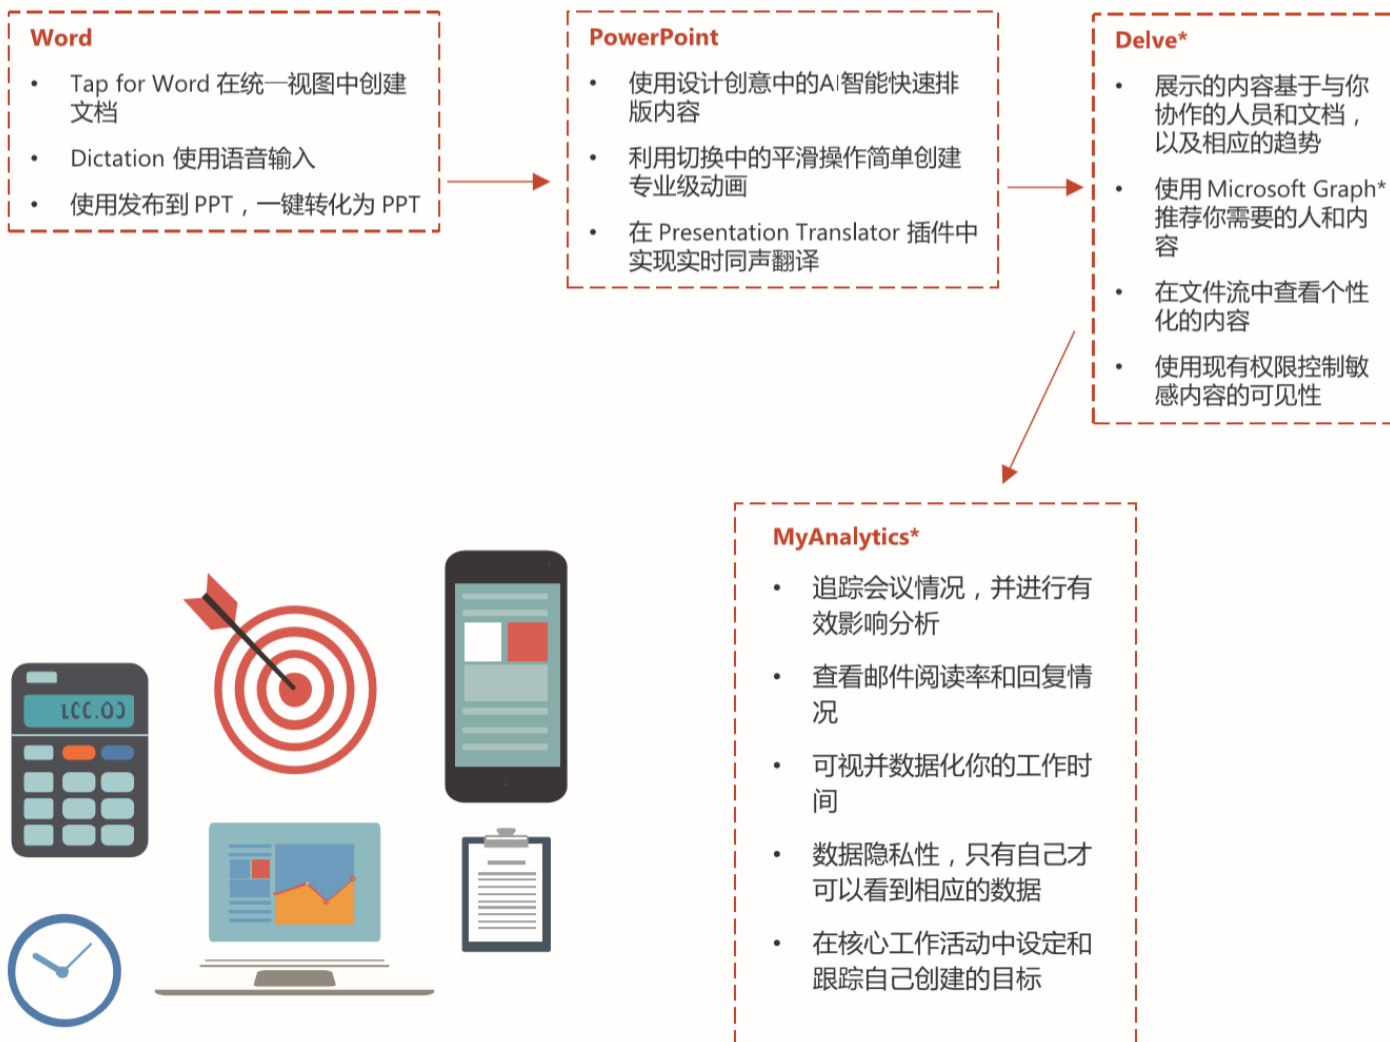 Word
• Tap for Word 在统一视图中创建
文档
• Dictation 使用语音输入
• 使用发布到 PPT，一键转化为 PPT
PowerPoint
• 使用设计创意中的AI智能快速排
版内容
• 利用切换中的平滑操作简单创建
专业级动画
• 在 Presentation Translator 插件中
实现实时同声翻译
Delve*
• 展示的内容基于与你
协作的人员和文档，
以及相应的趋势
• 使用 Microsoft Graph*
推荐你需要的人和内
容
• 在文件流中查看个性
化的内容
• 使用现有权限控制敏
感内容的可见性
MyAnalytics*
• 追踪会议情况，并进行有
效影响分析
• 查看邮件阅读率和回复情
况
• 可视并数据化你的工作时
间
• 数据隐私性，只有自己才
可以看到相应的数据
• 在核心工作活动中设定和
跟踪自己创建的目标